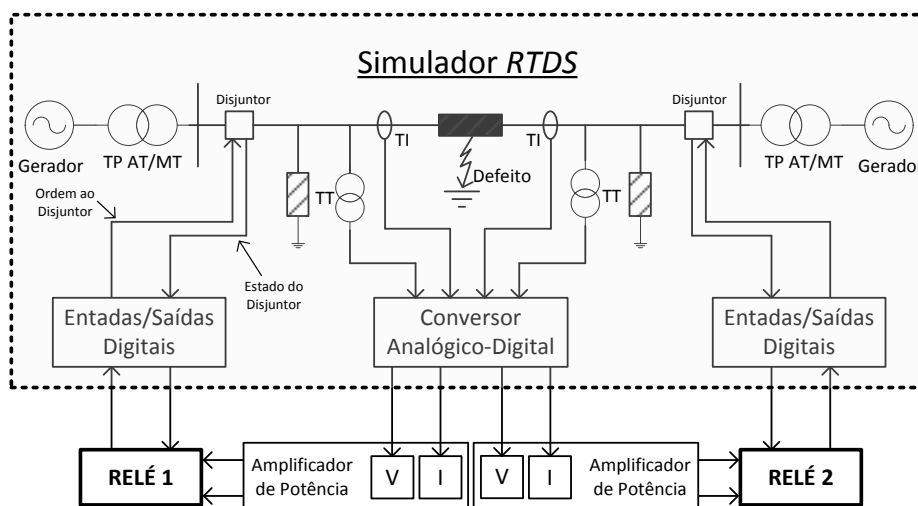 Simulador RTDS
Disjuntor
Disjuntor
Gerador
TP AT/MT
TI
TI
TP AT/MT
Gerador
Defeito
Ordem ao
Disjuntor
TT
TT
Estado do
Disjuntor
Entadas/Saídas
Digitais
Conversor
Analógico-Digital
Entadas/Saídas
Digitais
RELÉ 1
Amplificador
de Potência
V
I
V
I
Amplificador
de Potência
RELÉ 2